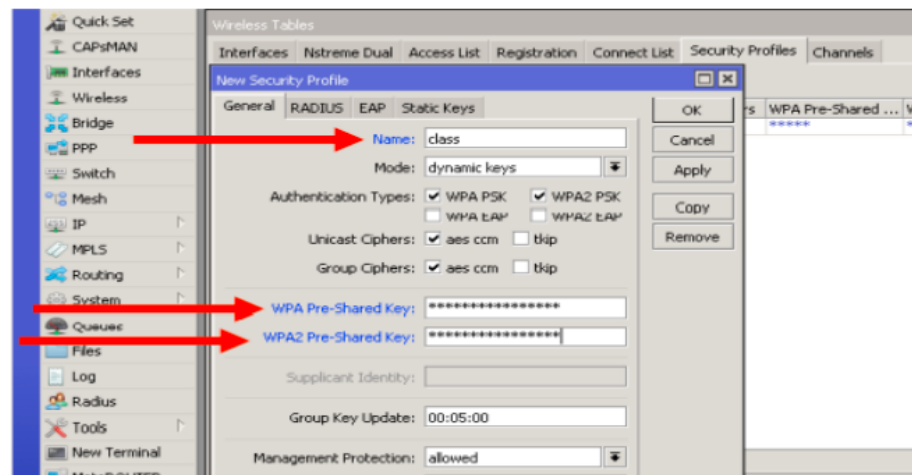 Quick Set
CAPsMAN
Interfaces
Wireless
Bridge
PPP
Switch
Mesh
IP
MPLS
Routing
System
Queues
Files
Log
Radius
Tools
New Terminal
Wireless Tables
Interfaces Nstreme Dual Access List Registration Connect List Security Profiles Channels
WPA Pre-Shared ...
*****
New Security Profile
General RADIUS EAP Static Keys
Name: class
Mode: dynamic keys
Authentication Types: WPA PSK WPA2 PSK
WPA EAP WPA2 EAP
Unicast Ciphers: aes ccm tkip
Group Ciphers: aes ccm tkip
WPA Pre-Shared Key: ****************
WPA2 Pre-Shared Key: ****************
Supplicant Identity:
Group Key Update: 00:05:00
Management Protection: allowed
OK
Cancel
Apply
Copy
Remove